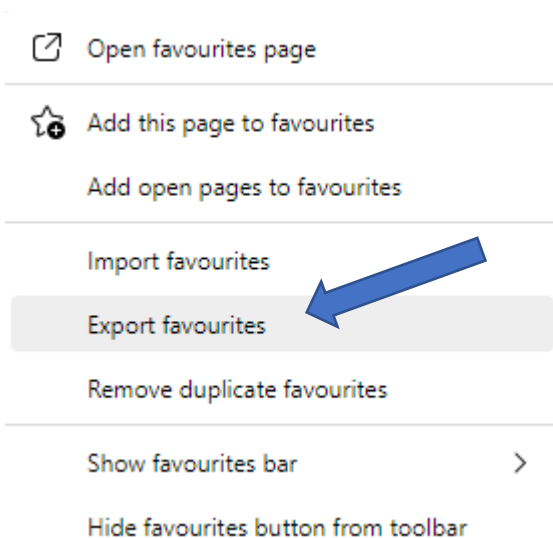 Open favourites page
Add this page to favourites
Add open pages to favourites
Import favourites
Export favourites
Remove duplicate favourites
Show favourites bar
Hide favourites button from toolbar